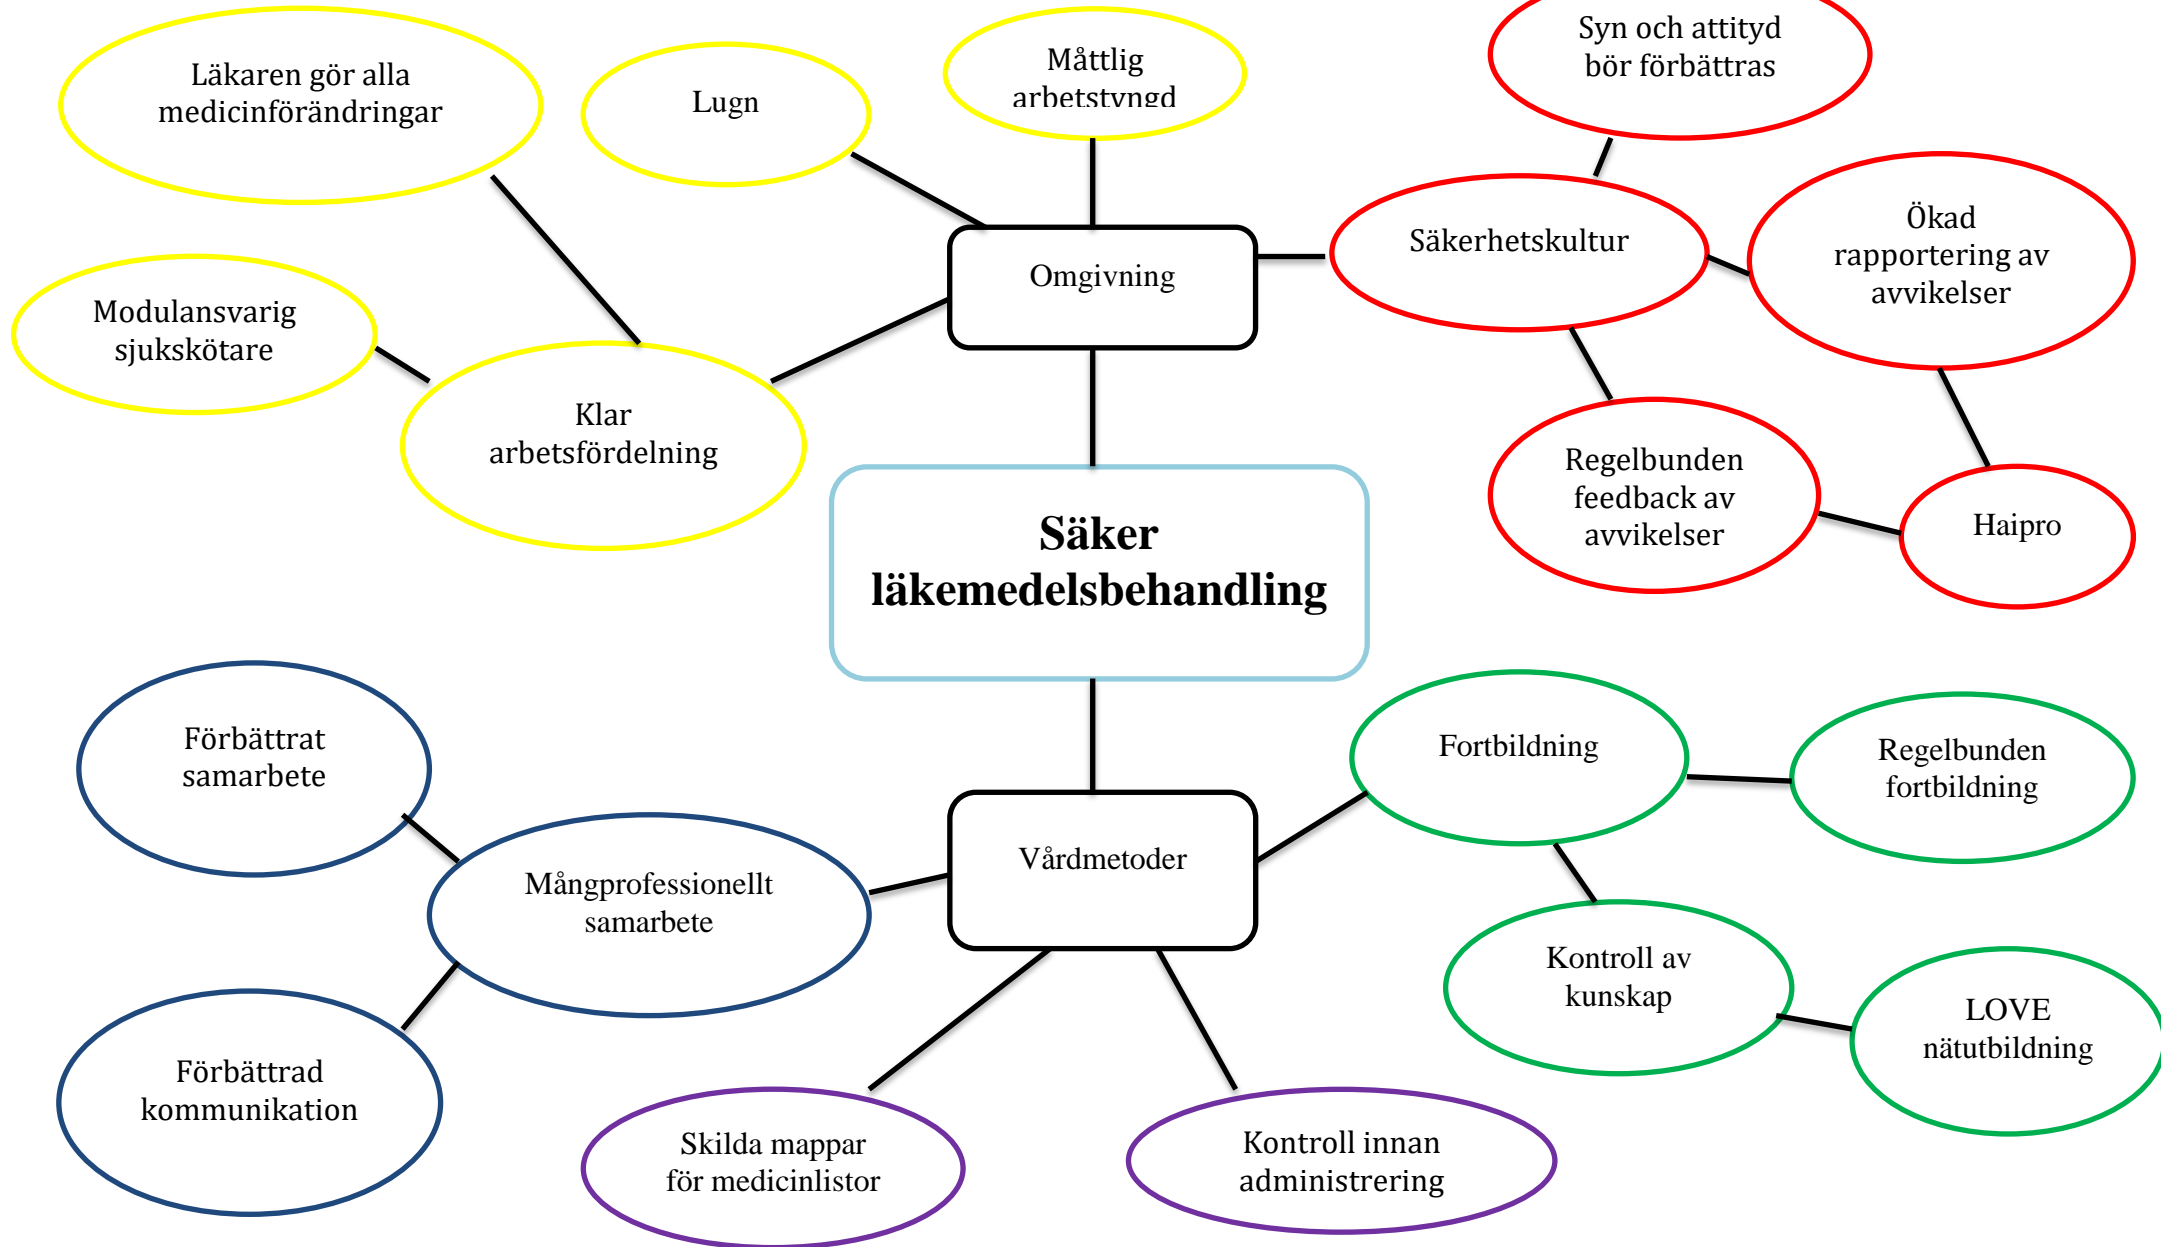 Läkaren gör alla
medicinförändringar
Lugn
Måttlig
arbetstyngd
Syn och attityd
bör förbättras
Modulansvarig
sjukskötare
Klar
arbetsfördelning
Omgivning
Säkerhetskultur
Ökad
rapportering av
avvikelser
Regelbunden
feedback av
avvikelser
Haipro
Säker
läkemedelsbehandling
Förbättrat
samarbete
Mångprofessionellt
samarbete
Förbättrad
kommunikation
Vårdmetoder
Fortbildning
Regelbunden
fortbildning
Kontroll av
kunskap
LOVE
nätutbildning
Skilda mappar
för medicinlistor
Kontroll innan
administrering